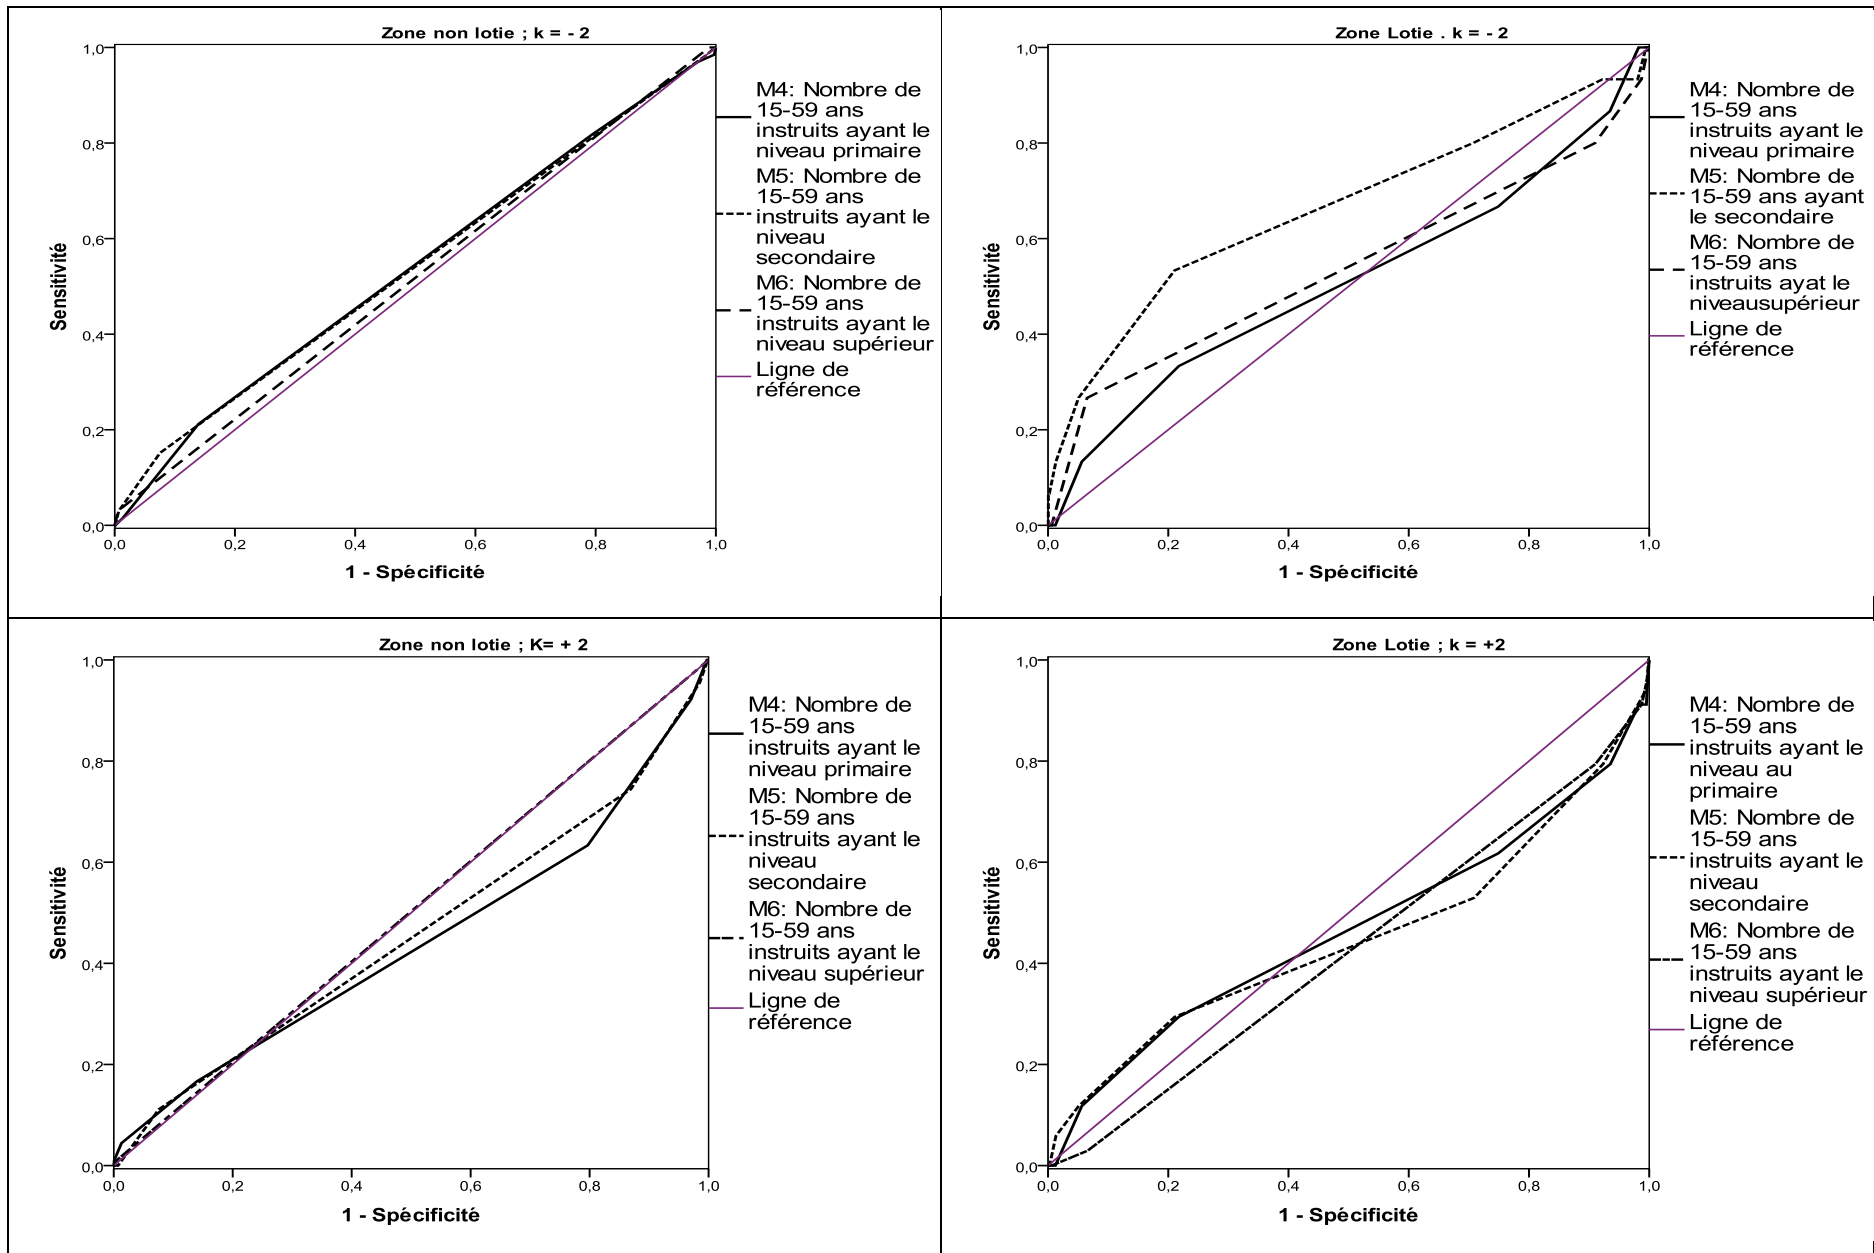 Zone non lotie ; k = - 2
1,0
0,8
0,6
0,4
0,2
0,0
Sensitivité
0,0 0,2 0,4 0,6 0,8 1,0
1 - Spécificité
M4: Nombre de
15-59 ans
instruits ayant le
niveau primaire
M5: Nombre de
15-59 ans
instruits ayant le
niveau
secondaire
M6: Nombre de
15-59 ans
instruits ayant le
niveau supérieur
Ligne de
référence
Zone Lotie . k = - 2
1,0
0,8
0,6
0,4
0,2
0,0
Sensitivité
0,0 0,2 0,4 0,6 0,8 1,0
1 - Spécificité
M4: Nombre de
15-59 ans
instruits ayant le
niveau primaire
M5: Nombre de
15-59 ans ayant
le secondaire
M6: Nombre de
15-59 ans
instruits ayat le
niveausupérieur
Ligne de
référence
Zone non lotie ; K= + 2
1,0
0,8
0,6
0,4
0,2
0,0
Sensitivité
0,0 0,2 0,4 0,6 0,8 1,0
1 - Spécificité
M4: Nombre de
15-59 ans
instruits ayant le
niveau primaire
M5: Nombre de
15-59 ans
instruits ayant le
niveau
secondaire
M6: Nombre de
15-59 ans
instruits ayant le
niveau supérieur
Ligne de
référence
Zone Lotie ; k = +2
1,0
0,8
0,6
0,4
0,2
0,0
Sensitivité
0,0 0,2 0,4 0,6 0,8 1,0
1 - Spécificité
M4: Nombre de
15-59 ans
instruits ayant le
niveau au
primaire
M5: Nombre de
15-59 ans
instruits ayant le
niveau
secondaire
M6: Nombre de
15-59 ans
instruits ayant le
niveau supérieur
Ligne de
référence